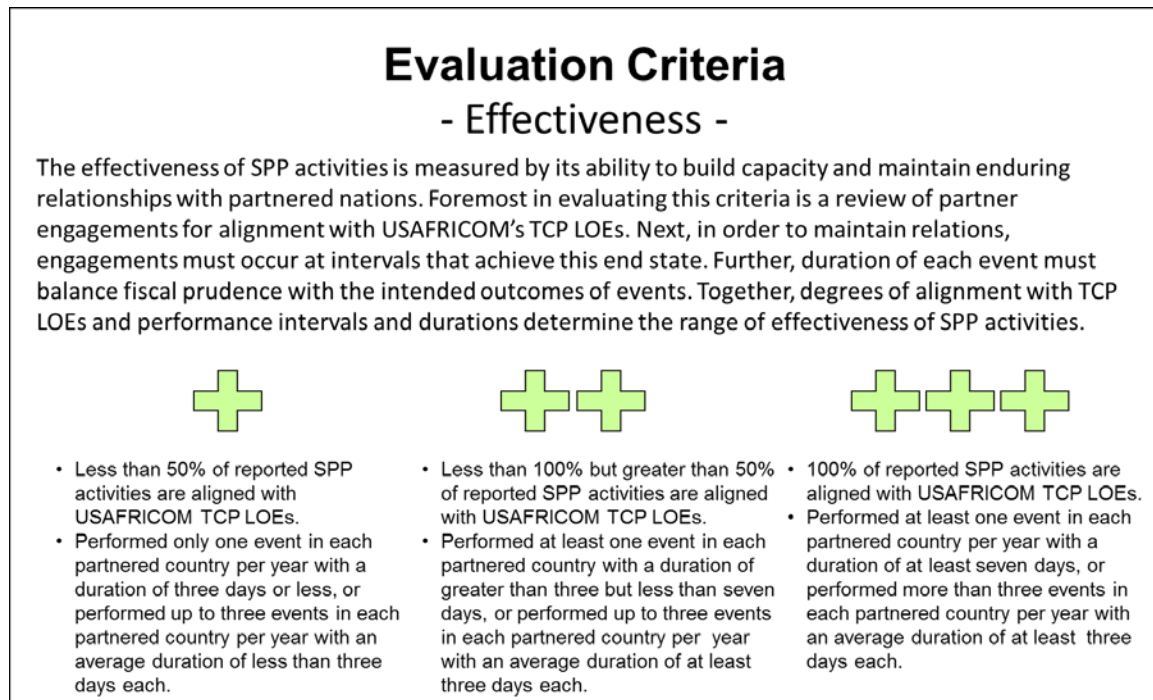 Evaluation Criteria
- Effectiveness -
The effectiveness of SPP activities is measured by its ability to build capacity and maintain enduring
relationships with partnered nations. Foremost in evaluating this criteria is a review of partner
engagements for alignment with USAFRICOM's TCP LOEs. Next, in order to maintain relations,
engagements must occur at intervals that achieve this end state. Further, duration of each event must
balance fiscal prudence with the intended outcomes of events. Together, degrees of alignment with TCP
LOEs and performance intervals and durations determine the range of effectiveness of SPP activities.
• Less than 50% of reported SPP
activities are aligned with
USAFRICOM TCP LOEs.
• Performed only one event in each
partnered country per year with a
duration of three days or less, or
performed up to three events in each
partnered country per year with an
average duration of less than three
days each.
• Less than 100% but greater than 50%
of reported SPP activities are aligned
with USAFRICOM TCP LOEs.
• Performed at least one event in each
partnered country with a duration of
greater than three but less than seven
days, or performed up to three events
in each partnered country per year
with an average duration of at least
three days each.
• 100% of reported SPP activities are
aligned with USAFRICOM TCP LOEs.
• Performed at least one event in each
partnered country per year with a
duration of at least seven days, or
performed more than three events in
each partnered country per year with
an average duration of at least three
days each.